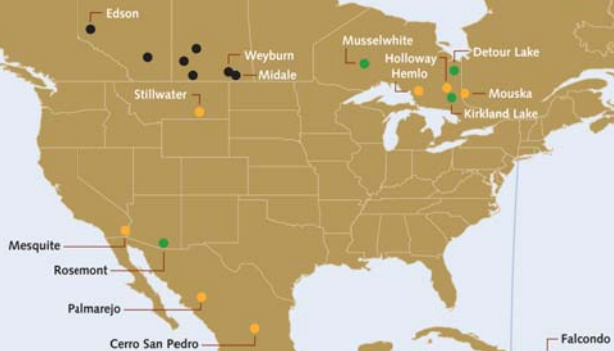 Edson
Musselwhite
Detour Lake
Holloway
Weyburn
Hemlo
Midale
Stillwater
Mouska
Kirkland Lake
Mesquite
Rosemont
Palmarejo
Cerro San Pedro
Falcondo